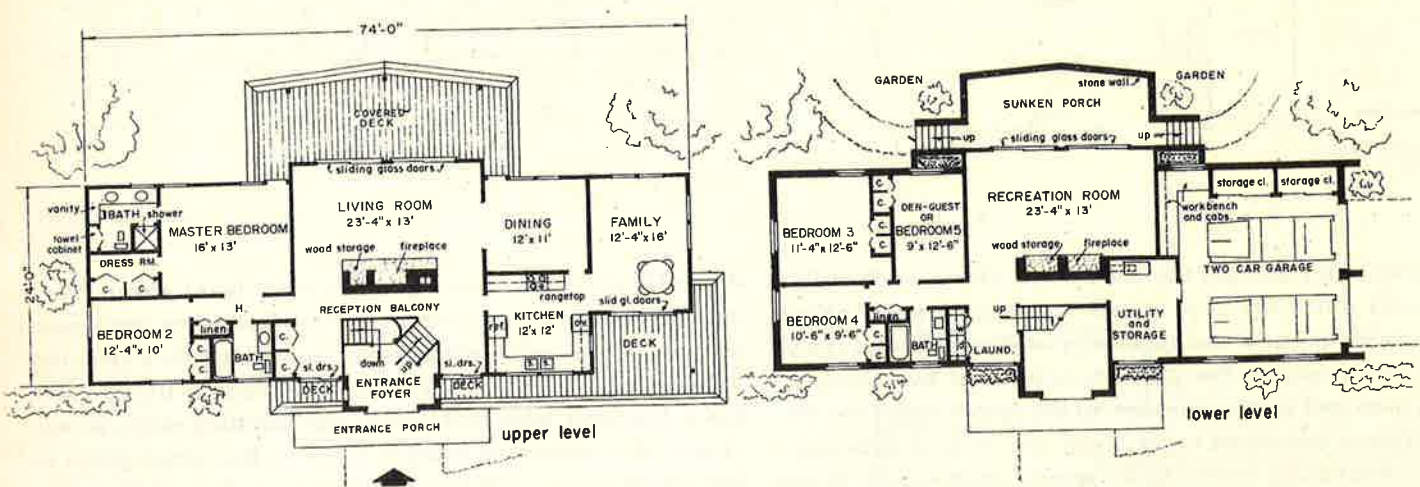 74'-0"
COVERED
DECK
sliding glass doors
24'-0"
vanity
BATH
shower
towel
cabinet
MASTER BEDROOM
16' x 13'
DRESS RM.
C.
C.
LIVING ROOM
23'-4" x 13'
wood storage
fireplace
DINING
12' x 11'
FAMILY
12'-4" x 16'
RECEPTION BALCONY
rangetop
slid gl. doors
KITCHEN
12' x 12'
ref.
ov.
S.
S.
DECK
H.
BEDROOM 2
12'-4" x 10'
linen
C.
C.
BATH
C.
C.
down
up
sl. drs.
DECK
sl. drs.
DECK
ENTRANCE
FOYER
ENTRANCE PORCH
upper level
GARDEN
GARDEN
stone wall
SUNKEN PORCH
up
up
sliding glass doors
BEDROOM 3
11'-4" x 12'-6"
C.
C.
C.
C.
DEN-GUEST
OR
BEDROOM 5
9' x 12'-6"
RECREATION ROOM
23'-4" x 13'
wood storage
fireplace
storage cl.
storage cl.
workbench
and cabs.
TWO CAR GARAGE
BEDROOM 4
10'-6" x 9'-6"
linen
C.
C.
BATH
W
D
LAUND.
up
UTILITY
and
STORAGE
lower level